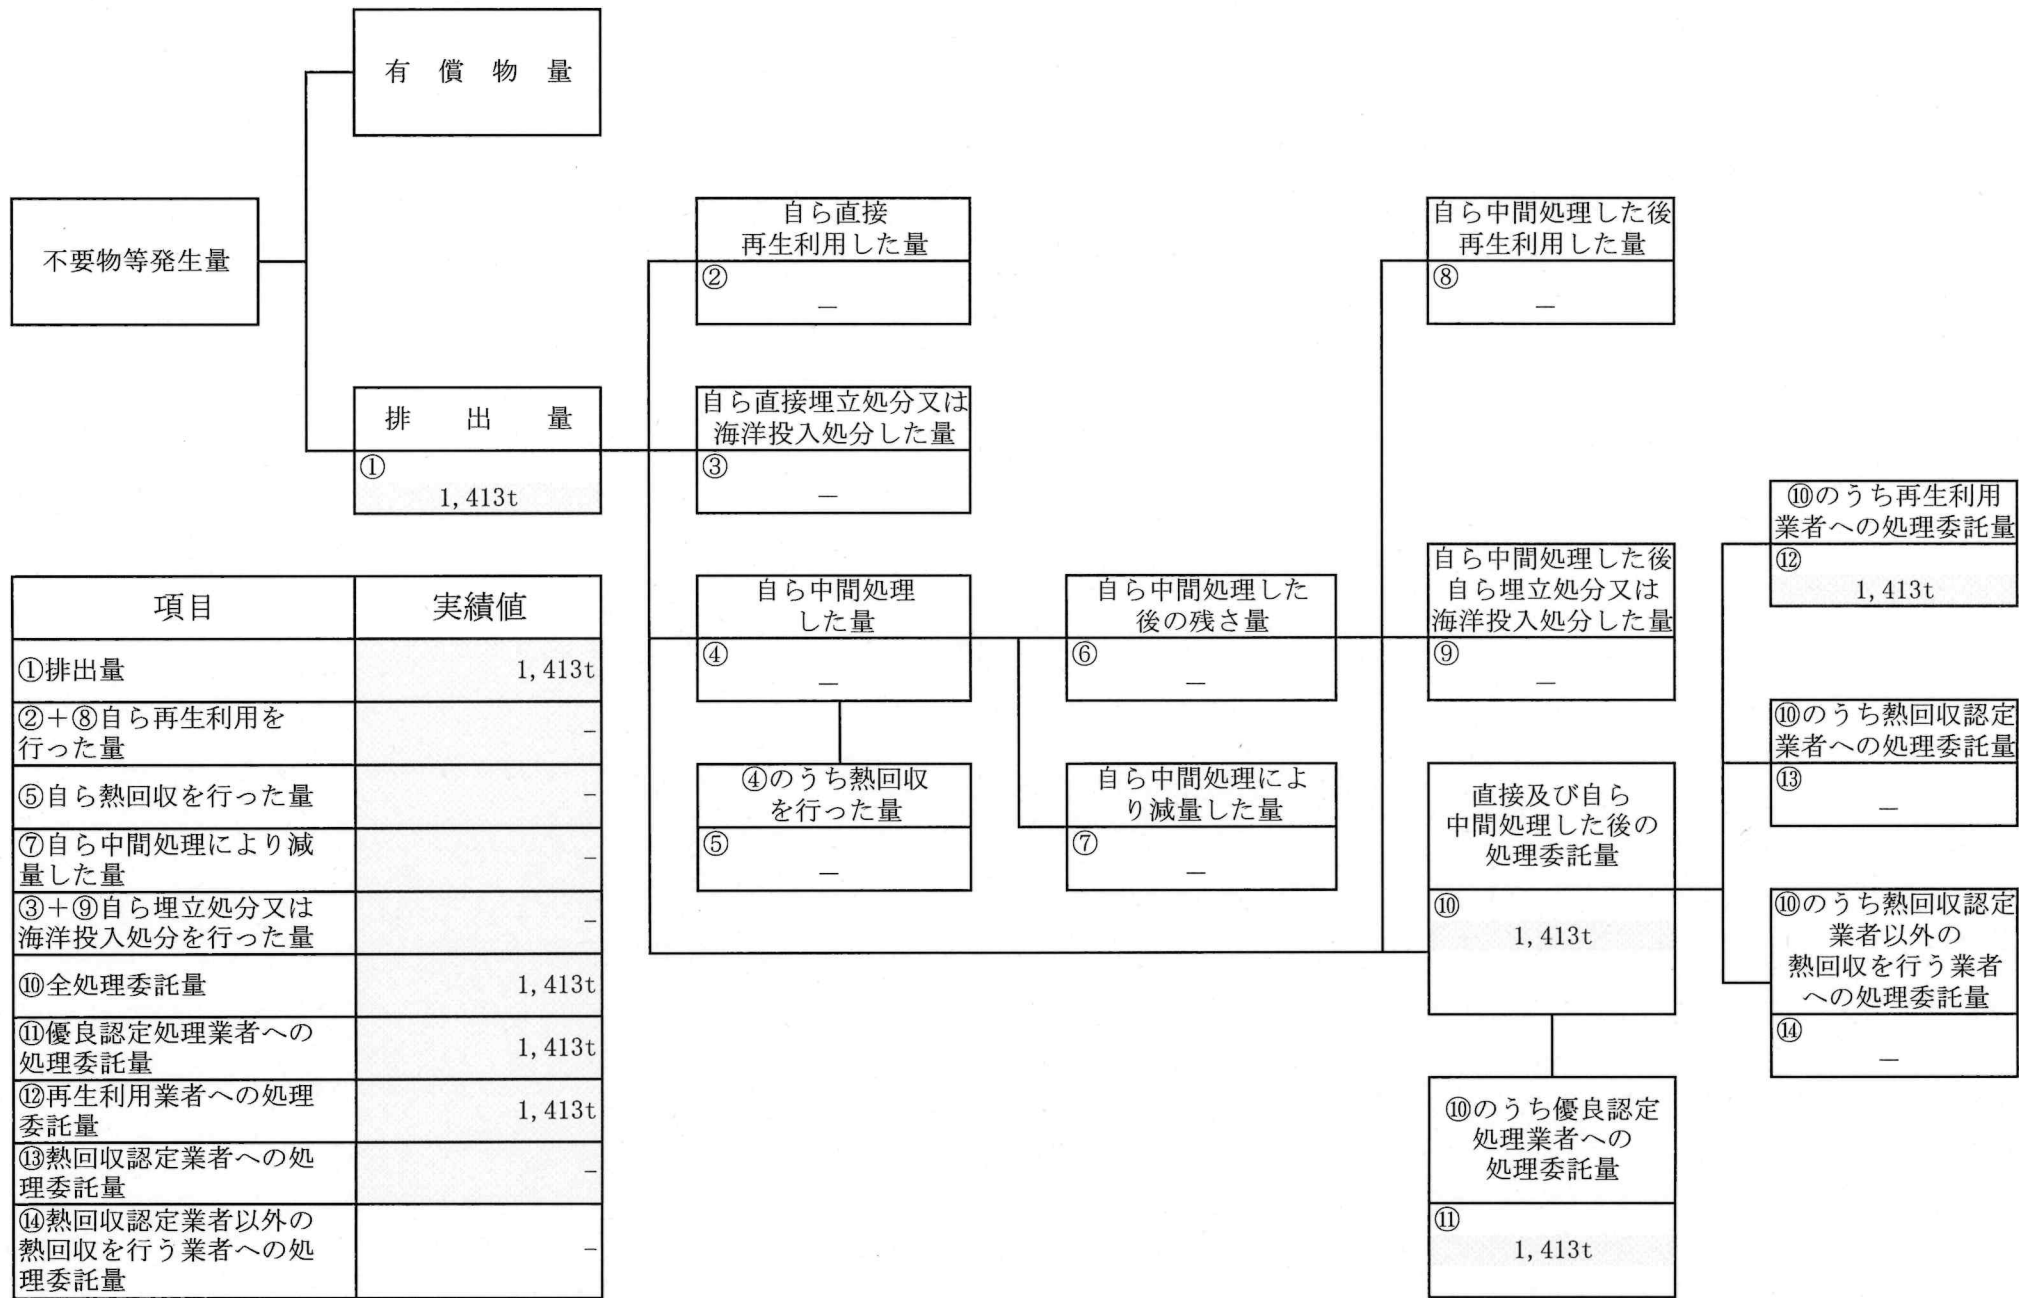 有償物量
不要物等発生量
排出量
①
1,413t
自ら直接
再生利用した量
②
－
自ら直接埋立処分又は
海洋投入処分した量
③
－
自ら中間処理
した量
④
－
④のうち熱回収
を行った量
⑤
－
自ら中間処理した
後の残さ量
⑥
－
自ら中間処理によ
り減量した量
⑦
－
自ら中間処理した後
再生利用した量
⑧
－
自ら中間処理した後
自ら埋立処分又は
海洋投入処分した量
⑨
－
直接及び自ら
中間処理した後の
処理委託量
⑩
1,413t
⑩のうち優良認定
処理業者への
処理委託量
⑪
1,413t
⑩のうち再生利用
業者への処理委託量
⑫
1,413t
⑩のうち熱回収認定
業者への処理委託量
⑬
－
⑩のうち熱回収認定
業者以外の
熱回収を行う業者
への処理委託量
⑭
－
項目 実績値
①排出量 1,413t
②＋⑧自ら再生利用を
行った量 －
⑤自ら熱回収を行った量 －
⑦自ら中間処理により減
量した量 －
③＋⑨自ら埋立処分又は
海洋投入処分を行った量 －
⑩全処理委託量 1,413t
⑪優良認定処理業者への
処理委託量 1,413t
⑫再生利用業者への処理
委託量 1,413t
⑬熱回収認定業者への処
理委託量 －
⑭熱回収認定業者以外の
熱回収を行う業者への処
理委託量 －